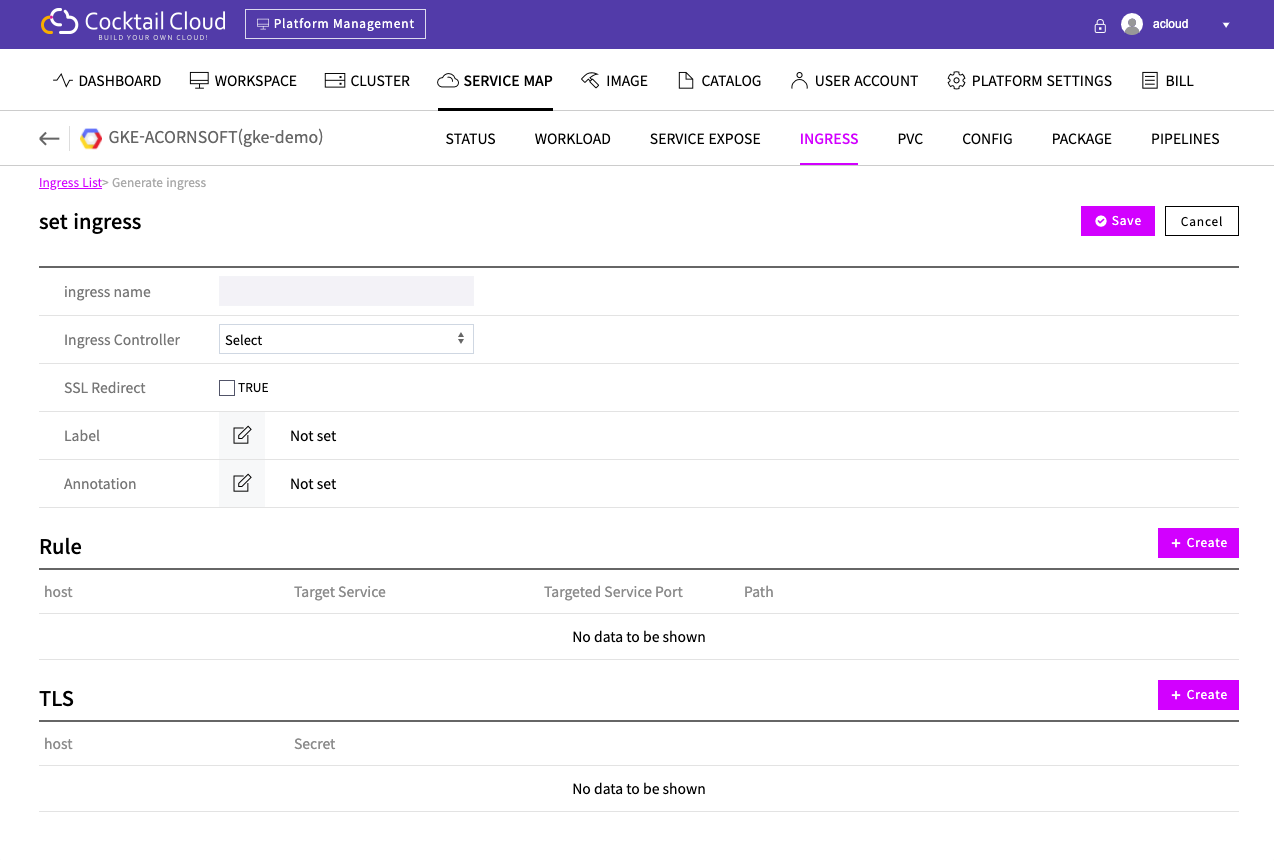 Cocktail Cloud
BUILD YOUR OWN CLOUD!
Platform Management
acloud
DASHBOARD WORKSPACE CLUSTER SERVICE MAP IMAGE CATALOG USER ACCOUNT PLATFORM SETTINGS BILL
GKE-ACORNSOFT(gke-demo) STATUS WORKLOAD SERVICE EXPOSE INGRESS PVC CONFIG PACKAGE PIPELINES
Ingress List> Generate ingress
set ingress
Save Cancel
ingress name
Ingress Controller Select
SSL Redirect TRUE
Label Not set
Annotation Not set
Rule + Create
host Target Service Targeted Service Port Path
No data to be shown
TLS + Create
host Secret
No data to be shown